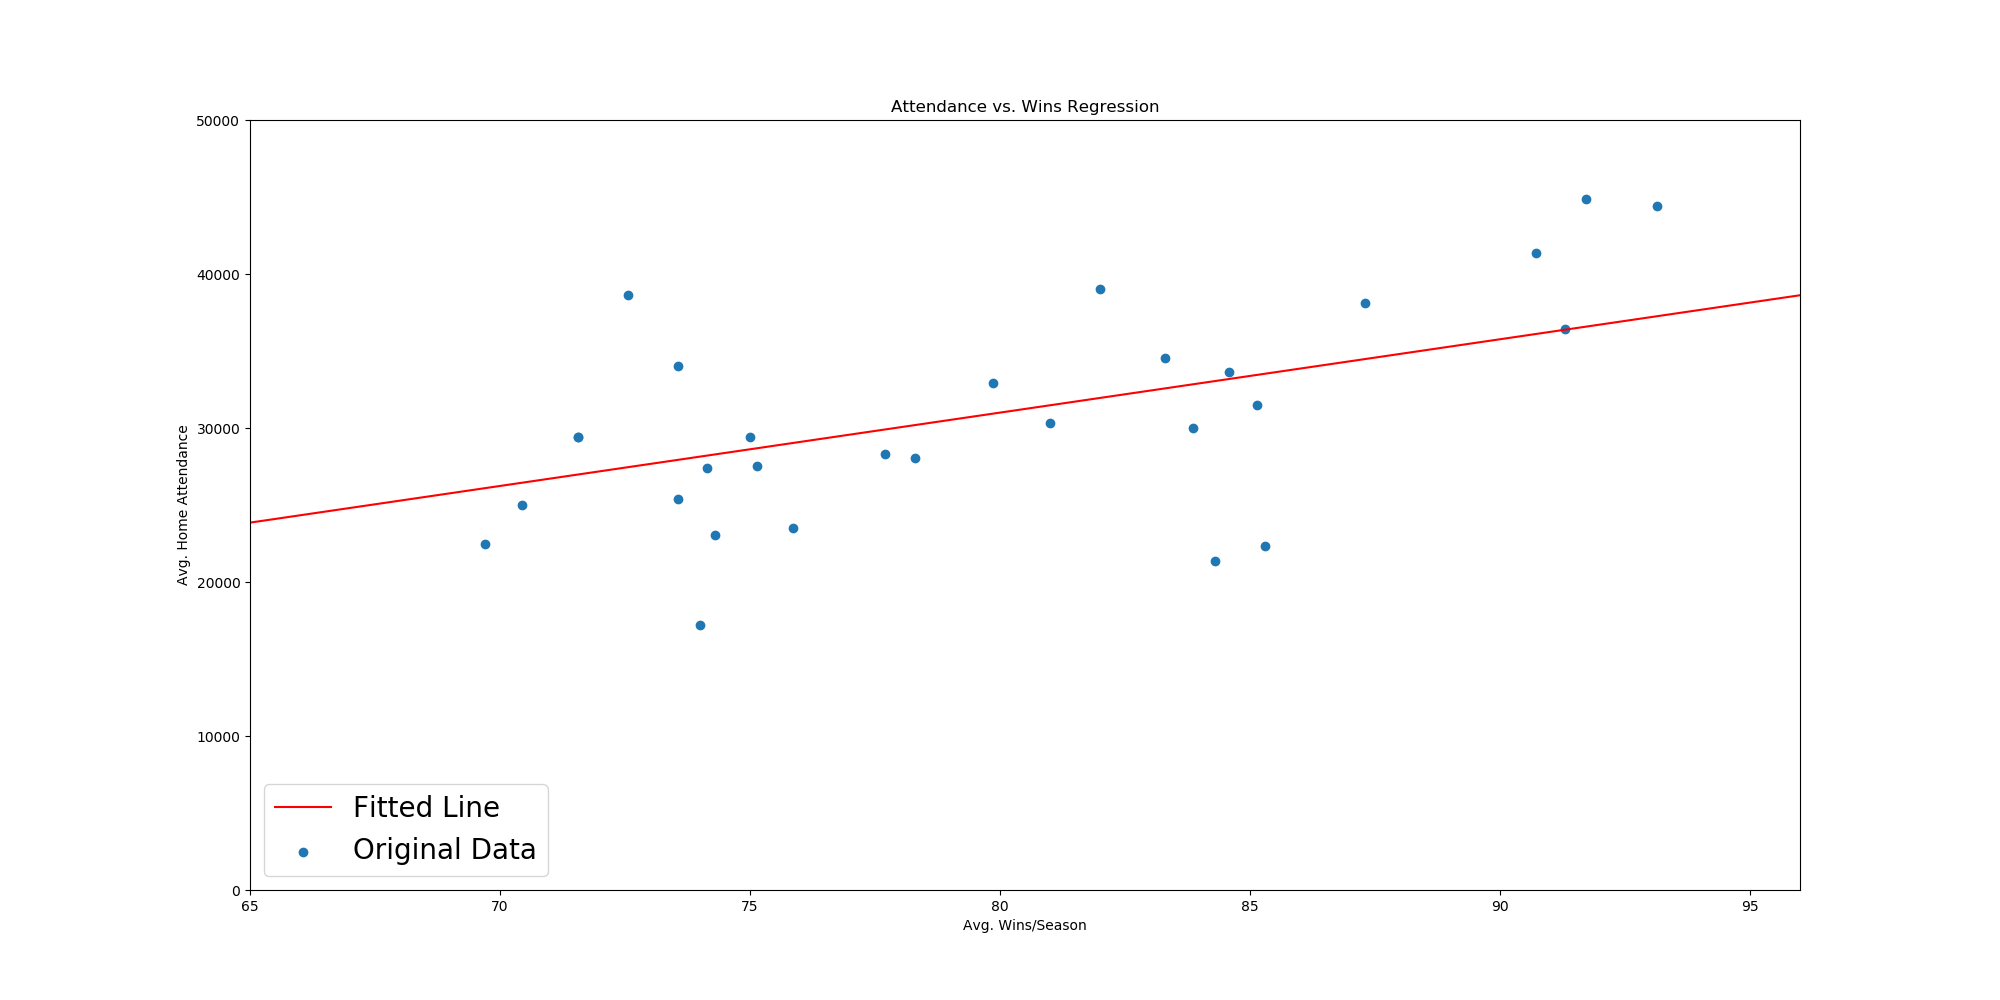 Attendance vs. Wins Regression
50000
40000
30000
20000
10000
0
Avg. Home Attendance
Fitted Line
Original Data
65 70 75 80 85 90 95
Avg. Wins/Season